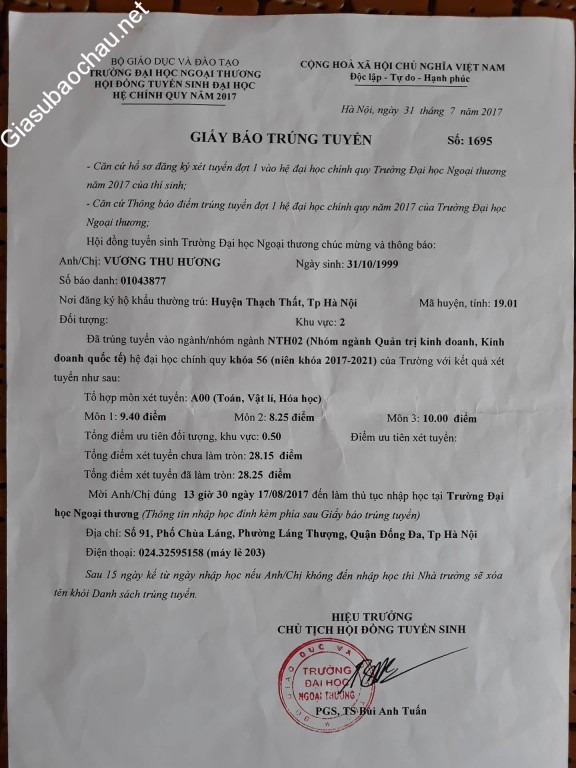 Giasubaochau.net
BỘ GIÁO DỤC VÀ ĐÀO TẠO
TRƯỜNG ĐẠI HỌC NGOẠI THƯƠNG
HỘI ĐỒNG TUYỂN SINH ĐẠI HỌC
HỆ CHÍNH QUY NĂM 2017
CỘNG HOÀ XÃ HỘI CHỦ NGHĨA VIỆT NAM
Độc lập - Tự do - Hạnh phúc
Hà Nội, ngày 31 tháng 7 năm 2017
GIẤY BÁO TRÚNG TUYỂN
Số: 1695
- Căn cứ hồ sơ đăng ký xét tuyển đợt 1 vào hệ đại học chính quy Trường Đại học Ngoại thương
năm 2017 của thí sinh;
- Căn cứ Thông báo điểm trúng tuyển đợt 1 hệ đại học chính quy năm 2017 của Trường Đại học
Ngoại thương;
Hội đồng tuyển sinh Trường Đại học Ngoại thương chúc mừng và thông báo:
Anh/Chị: VƯƠNG THU HƯƠNG Ngày sinh: 31/10/1999
Số báo danh: 01043877
Nơi đăng ký hộ khẩu thường trú: Huyện Thạch Thất, Tp Hà Nội Mã huyện, tỉnh: 19.01
Đối tượng: Khu vực: 2
Đã trúng tuyển vào ngành/nhóm ngành NTH02 (Nhóm ngành Quản trị kinh doanh, Kinh
doanh quốc tế) hệ đại học chính quy khóa 56 (niên khóa 2017-2021) của Trường với kết quả xét
tuyển như sau:
Tổ hợp môn xét tuyển: A00 (Toán, Vật lí, Hóa học)
Môn 1: 9.40 điểm Môn 2: 8.25 điểm Môn 3: 10.00 điểm
Tổng điểm ưu tiên đối tượng, khu vực: 0.50 Điểm ưu tiên xét tuyển:
Tổng điểm xét tuyển chưa làm tròn: 28.15 điểm
Tổng điểm xét tuyển đã làm tròn: 28.25 điểm
Mời Anh/Chị đúng 13 giờ 30 ngày 17/08/2017 đến làm thủ tục nhập học tại Trường Đại
học Ngoại thương (Thông tin nhập học đính kèm phía sau Giấy báo trúng tuyển)
Địa chỉ: Số 91, Phố Chùa Láng, Phường Láng Thượng, Quận Đống Đa, Tp Hà Nội
Điện thoại: 024.32595158 (máy lẻ 203)
Sau 15 ngày kể từ ngày nhập học nếu Anh/Chị không đến nhập học thì Nhà trường sẽ xóa
tên khỏi Danh sách trúng tuyển.
HIỆU TRƯỞNG
CHỦ TỊCH HỘI ĐỒNG TUYỂN SINH
TRƯỜNG
ĐẠI HỌC
NGOẠI THƯƠNG
PGS, TS Bùi Anh Tuấn